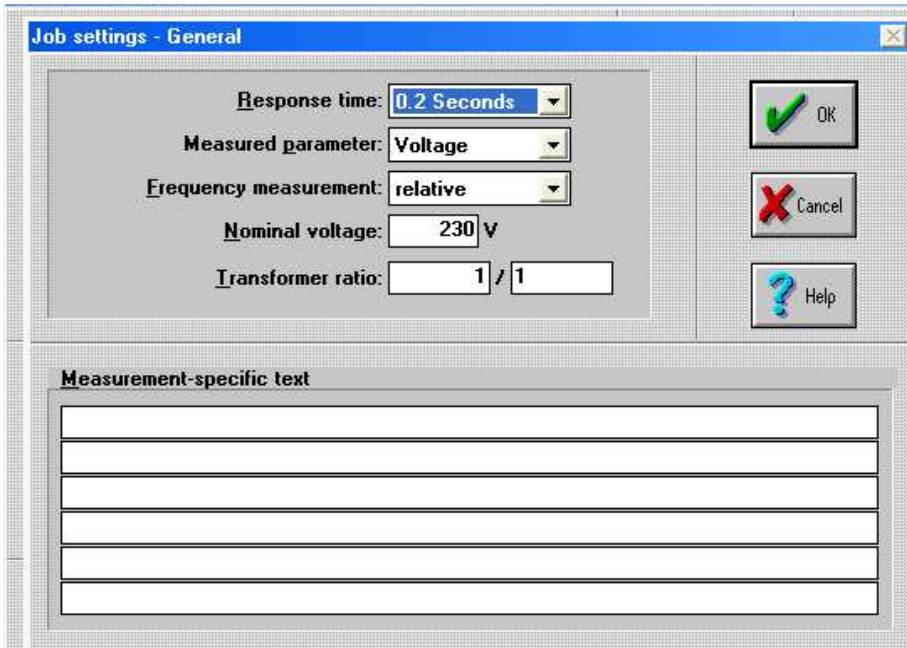 Job settings - General
Response time: 0.2 Seconds
Measured parameter: Voltage
Frequency measurement: relative
Nominal voltage: 230 V
Transformer ratio: 1 / 1
OK
Cancel
Help
Measurement-specific text